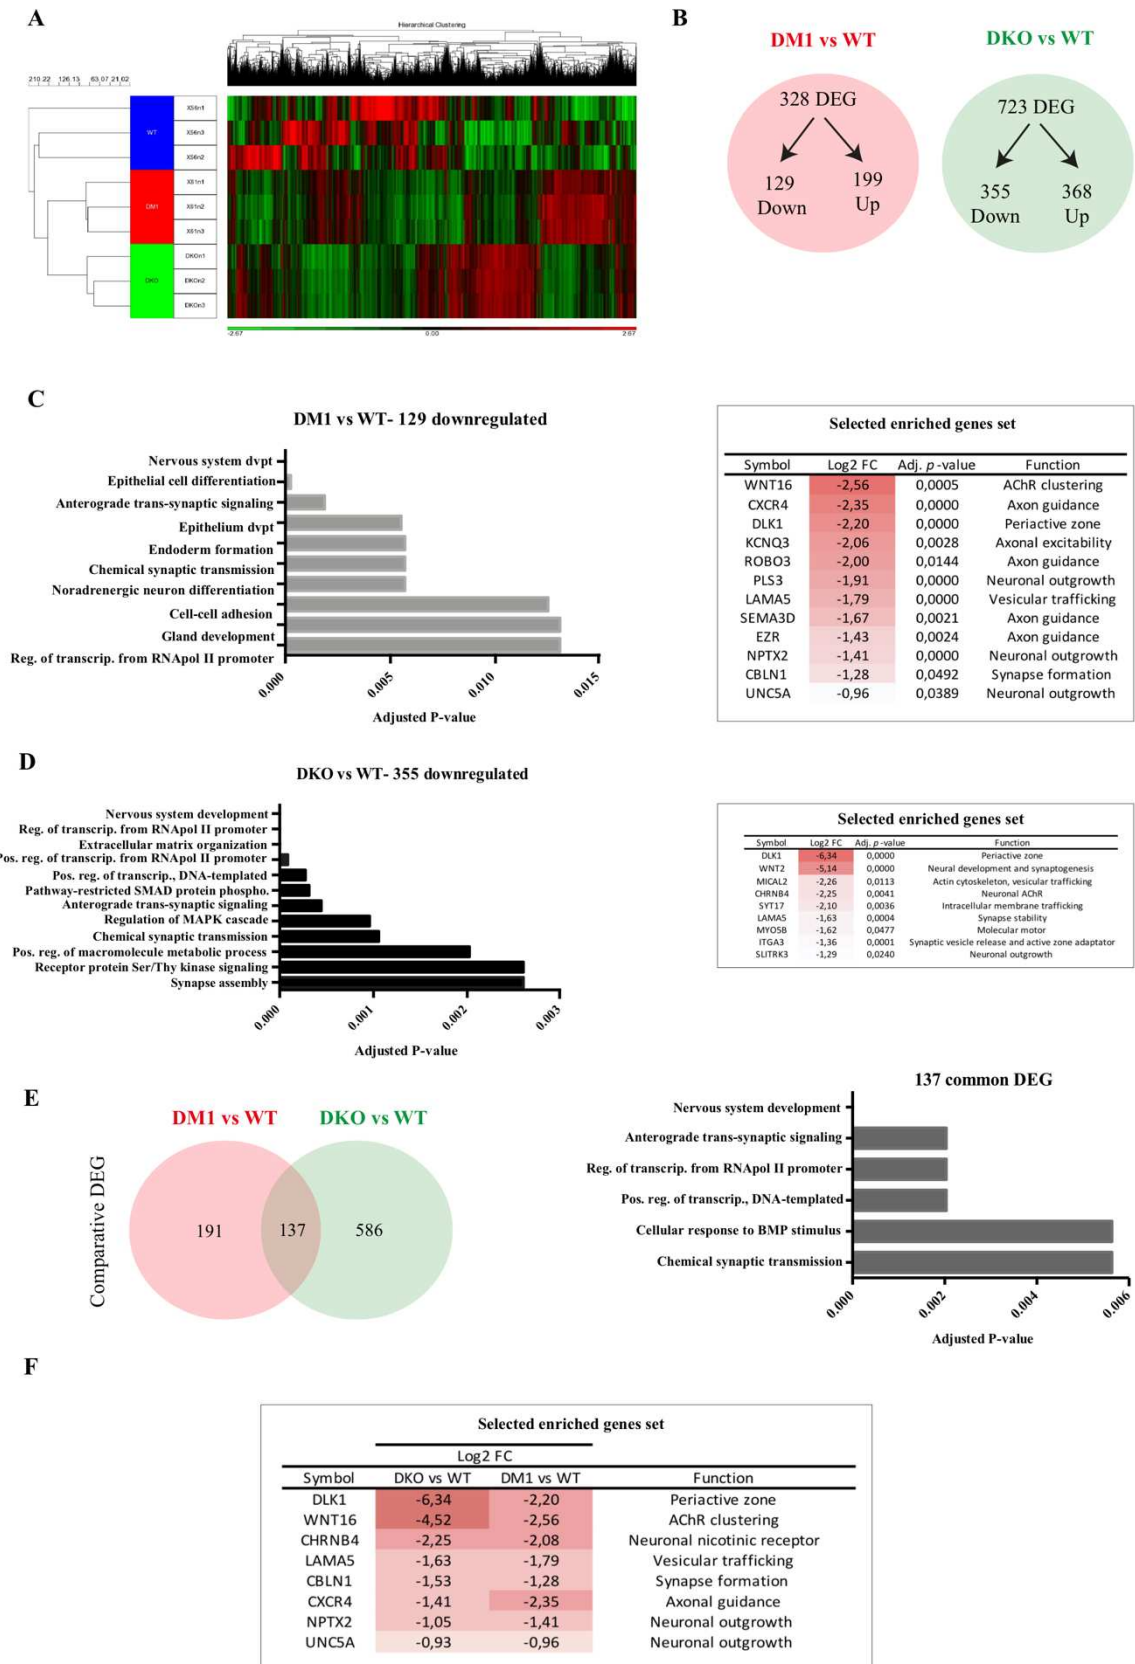 A
Hierarchical Clustering
210.22 126.13 63.07 21.02
WT
X56n1
X56n3
X56n2
DM1
X61n1
X61n2
X61n3
DKO
DKOn1
DKOn2
DKOn3
-2.67 0.00 2.67
B
DM1 vs WT DKO vs WT
328 DEG
129 Down
199 Up
723 DEG
355 Down
368 Up
C
DM1 vs WT- 129 downregulated
Nervous system dvpt
Epithelial cell differentiation
Anterograde trans-synaptic signaling
Epithelium dvpt
Endoderm formation
Chemical synaptic transmission
Noradrenergic neuron differentiation
Cell-cell adhesion
Gland development
Reg. of transcrip. from RNApol II promoter
0.000 0.005 0.010 0.015
Adjusted P-value
Selected enriched genes set
Symbol Log2 FC Adj. p -value Function
WNT16 -2,56 0,0005 AChR clustering
CXCR4 -2,35 0,0000 Axon guidance
DLK1 -2,20 0,0000 Periactive zone
KCNQ3 -2,06 0,0028 Axonal excitability
ROBO3 -2,00 0,0144 Axon guidance
PLS3 -1,91 0,0000 Neuronal outgrowth
LAMA5 -1,79 0,0000 Vesicular trafficking
SEMA3D -1,67 0,0021 Axon guidance
EZR -1,43 0,0024 Axon guidance
NPTX2 -1,41 0,0000 Neuronal outgrowth
CBLN1 -1,28 0,0492 Synapse formation
UNC5A -0,96 0,0389 Neuronal outgrowth
D
DKO vs WT- 355 downregulated
Nervous system development
Reg. of transcrip. from RNApol II promoter
Extracellular matrix organization
Pos. reg. of transcrip. from RNApol II promoter
Pos. reg. of transcrip., DNA-templated
Pathway-restricted SMAD protein phospho.
Anterograde trans-synaptic signaling
Regulation of MAPK cascade
Chemical synaptic transmission
Pos. reg. of macromolecule metabolic process
Receptor protein Ser/Thy kinase signaling
Synapse assembly
0.000 0.001 0.002 0.003
Adjusted P-value
Selected enriched genes set
Symbol Log2 FC Adj. p -value Function
DLK1 -6,34 0,0000 Periactive zone
WNT2 -5,14 0,0000 Neural development and synaptogesis
MICAL2 -2,26 0,0113 Actin cytoskeleton, vesicular trafficking
CHRNB4 -2,25 0,0041 Neuronal AChR
SYT17 -2,10 0,0036 Intracellular membrane trafficking
LAMA5 -1,63 0,0004 Synapse stability
MYO5B -1,62 0,0477 Molecular motor
ITGA3 -1,36 0,0001 Synaptic vesicle release and active zone adaptator
SLITRK3 -1,29 0,0240 Neuronal outgrowth
E
DM1 vs WT DKO vs WT
Comparative DEG
191 137 586
137 common DEG
Nervous system development
Anterograde trans-synaptic signaling
Reg. of transcrip. from RNApol II promoter
Pos. reg. of transcrip., DNA-templated
Cellular response to BMP stimulus
Chemical synaptic transmission
0.000 0.002 0.004 0.006
Adjusted P-value
F
Selected enriched genes set
Log2 FC
Symbol DKO vs WT DM1 vs WT Function
DLK1 -6,34 -2,20 Periactive zone
WNT16 -4,52 -2,56 AChR clustering
CHRNB4 -2,25 -2,08 Neuronal nicotinic receptor
LAMA5 -1,63 -1,79 Vesicular trafficking
CBLN1 -1,53 -1,28 Synapse formation
CXCR4 -1,41 -2,35 Axonal guidance
NPTX2 -1,05 -1,41 Neuronal outgrowth
UNC5A -0,93 -0,96 Neuronal outgrowth